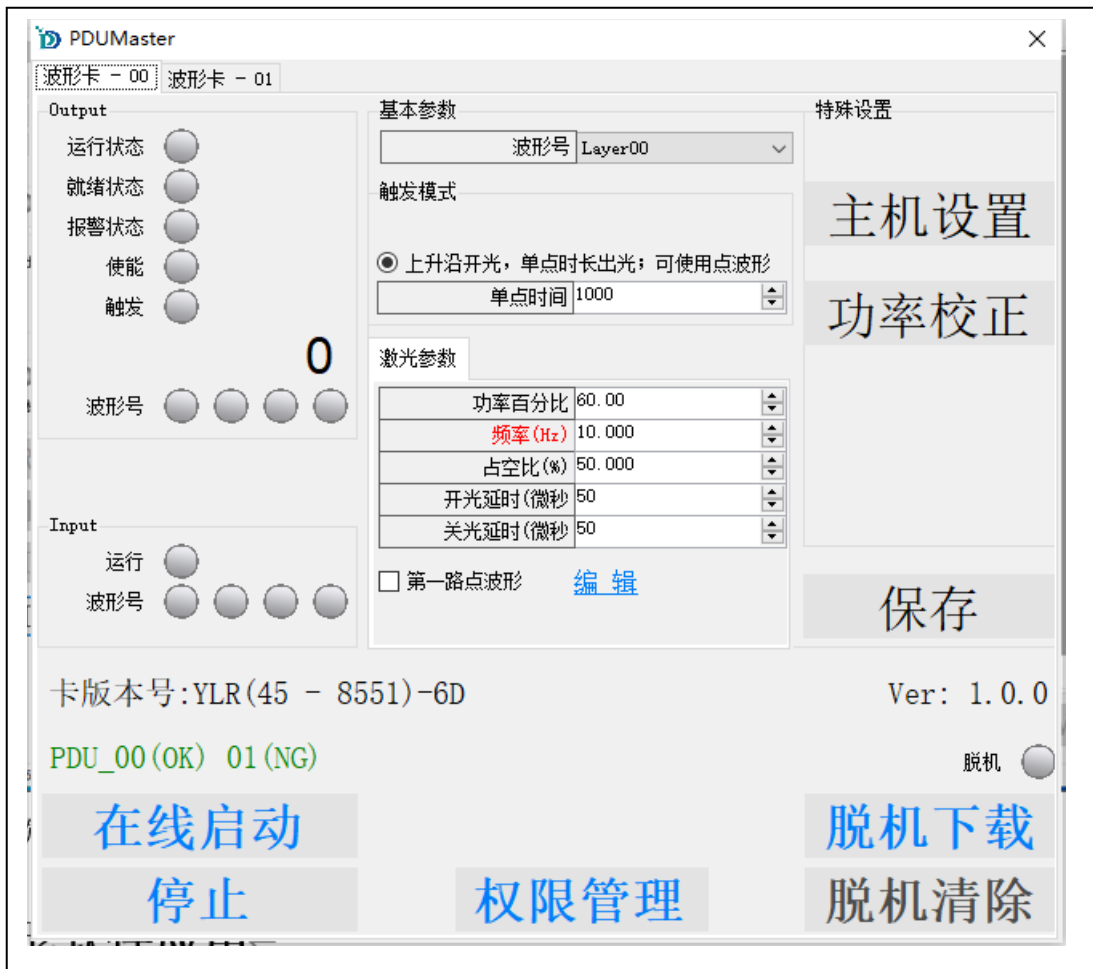 PDUMaster
波形卡 - 00 波形卡 - 01
Output
运行状态
就绪状态
报警状态
使能
触发
0
波形号
Input
运行
波形号
基本参数
波形号 Layer00
触发模式
上升沿开光，单点时长出光；可使用点波形
单点时间 1000
激光参数
功率百分比 60.00
频率(Hz) 10.000
占空比(%) 50.000
开光延时(微秒 50
关光延时(微秒 50
第一路点波形 编 辑
特殊设置
主机设置
功率校正
保存
卡版本号:YLR(45 - 8551)-6D Ver: 1.0.0
PDU_00(OK) 01(NG) 脱机
在线启动 脱机下载
停止 权限管理 脱机清除